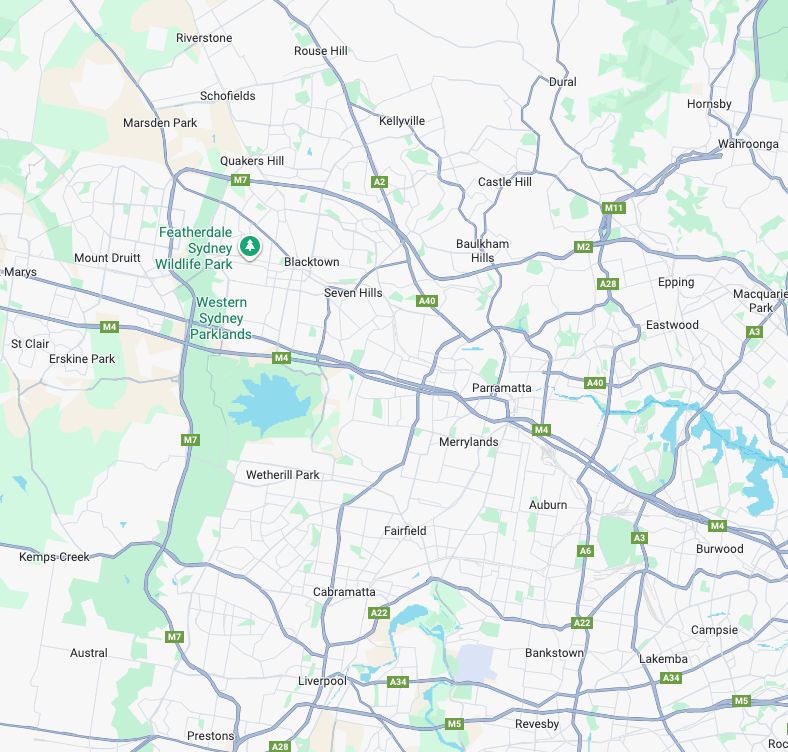 Riverstone
Rouse Hill
Dural
Schofields
Hornsby
Marsden Park
Kellyville
Wahroonga
Quakers Hill
M7
A2
Castle Hill
M11
Featherdale
Sydney
Wildlife Park
Baulkham
Hills
M2
Mount Druitt
Blacktown
Marys
A28
Epping
Seven Hills
A40
Macquarie
Park
Western
Sydney
Parklands
M4
Eastwood
A3
St Clair
Erskine Park
M4
Parramatta
A40
M7
Merrylands
M4
Wetherill Park
Auburn
Fairfield
M4
A3
Kemps Creek
A6
Burwood
Cabramatta
A22
A22
M7
Campsie
Austral
Bankstown
Lakemba
Liverpool
A34
A34
M5
M5
Revesby
Prestons
A28
Roc